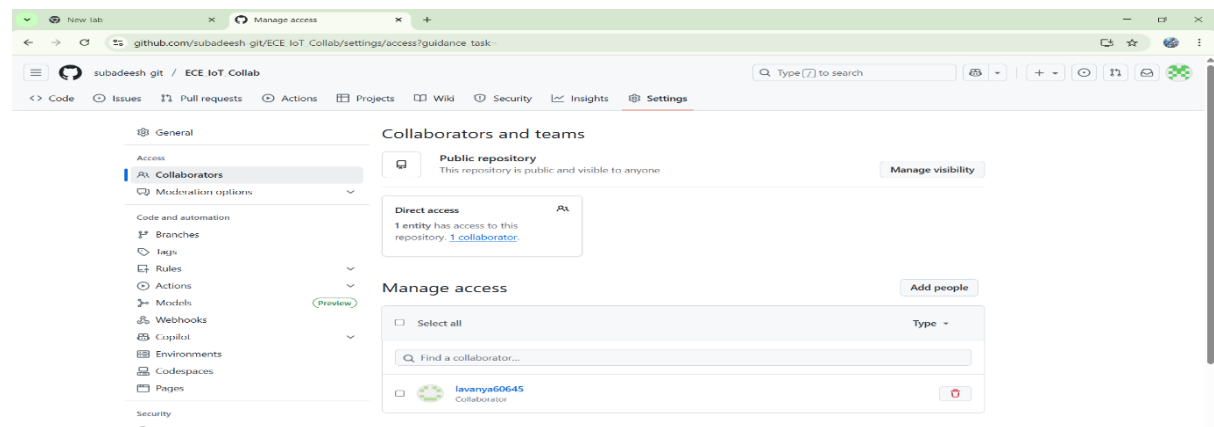 New Tab
Manage access
github.com/subadeesh-git/ECE_IoT_Collab/settings/access?guidance_task=
subadeesh-git / ECE_IoT_Collab
Type / to search
Code Issues Pull requests Actions Projects Wiki Security Insights Settings
General
Access
Collaborators
Moderation options
Code and automation
Branches
Tags
Rules
Actions
Models Preview
Webhooks
Copilot
Environments
Codespaces
Pages
Security
Collaborators and teams
Public repository
This repository is public and visible to anyone
Manage visibility
Direct access
1 entity has access to this
repository. 1 collaborator.
Manage access
Add people
Select all
Type
Find a collaborator...
lavanya60645
Collaborator